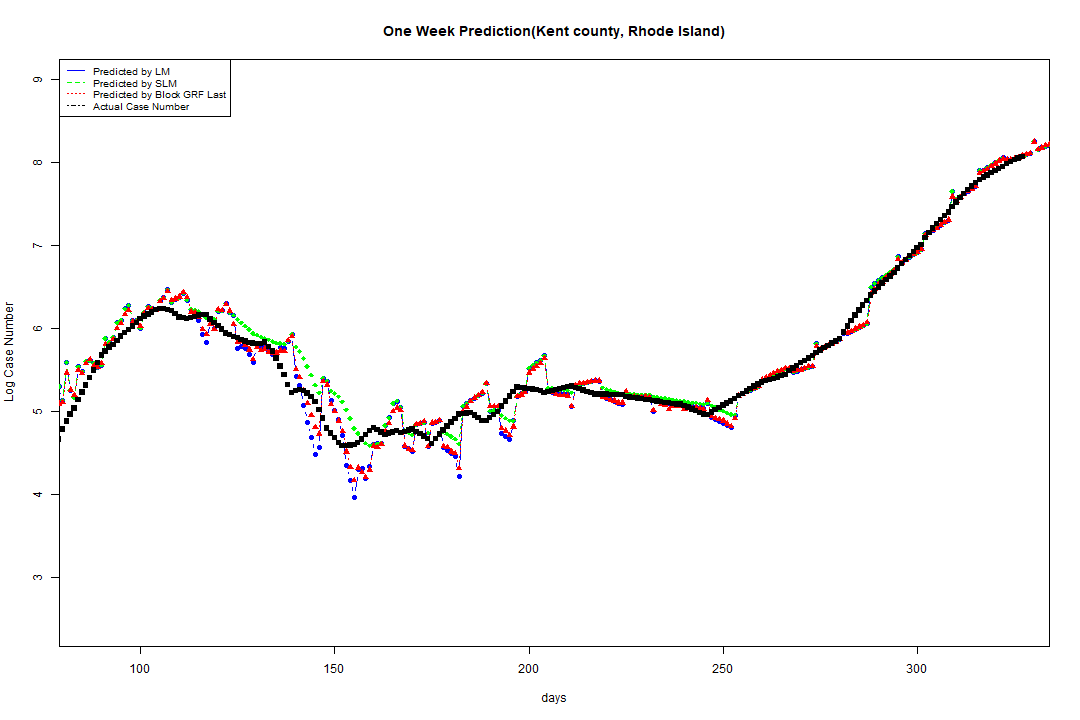 One Week Prediction(Kent county, Rhode Island)
Predicted by LM
Predicted by SLM
Predicted by Block GRF Last
Actual Case Number
Log Case Number
9
8
7
6
5
4
3
100 150 200 250 300
days